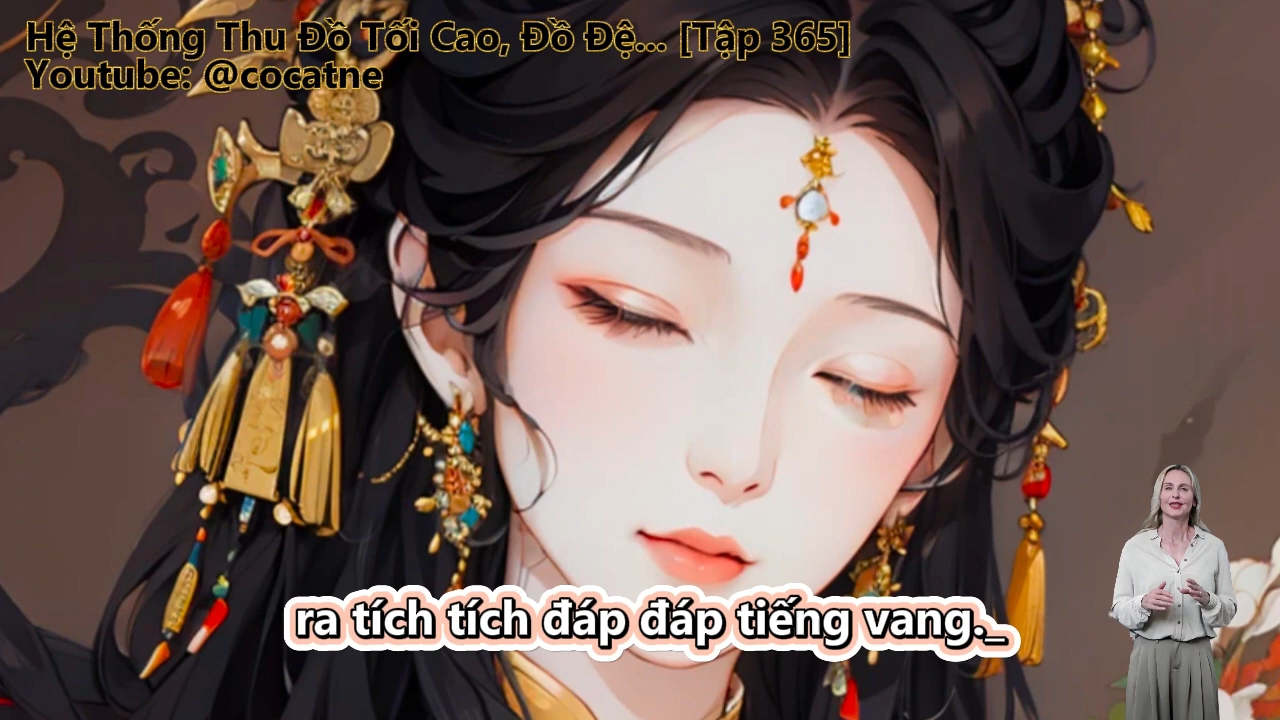 Hệ Thống Thu Đồ Tối Cao, Đồ Đệ... [Tập 365]
Youtube: @cocatne
ra tích tích đáp đáp tiếng vang._